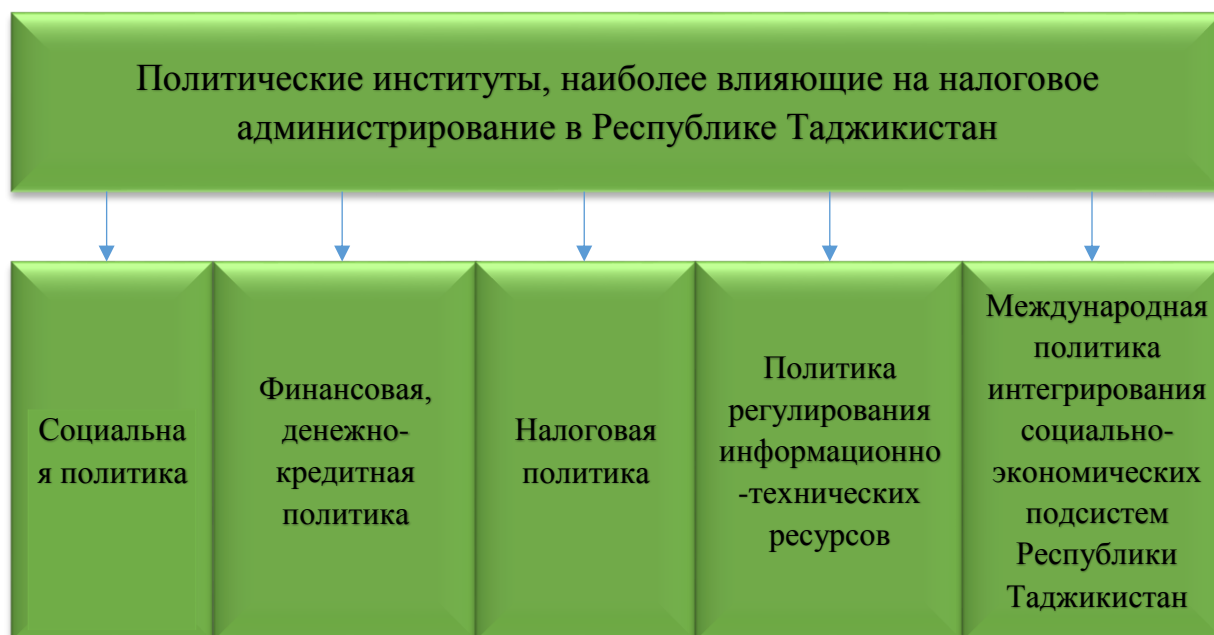 Политические институты, наиболее влияющие на налоговое
администрирование в Республике Таджикистан
Социальна
я политика
Финансовая,
денежно-
кредитная
политика
Налоговая
политика
Политика
регулирования
информационно
-технических
ресурсов
Международная
политика
интегрирования
социально-
экономических
подсистем
Республики
Таджикистан